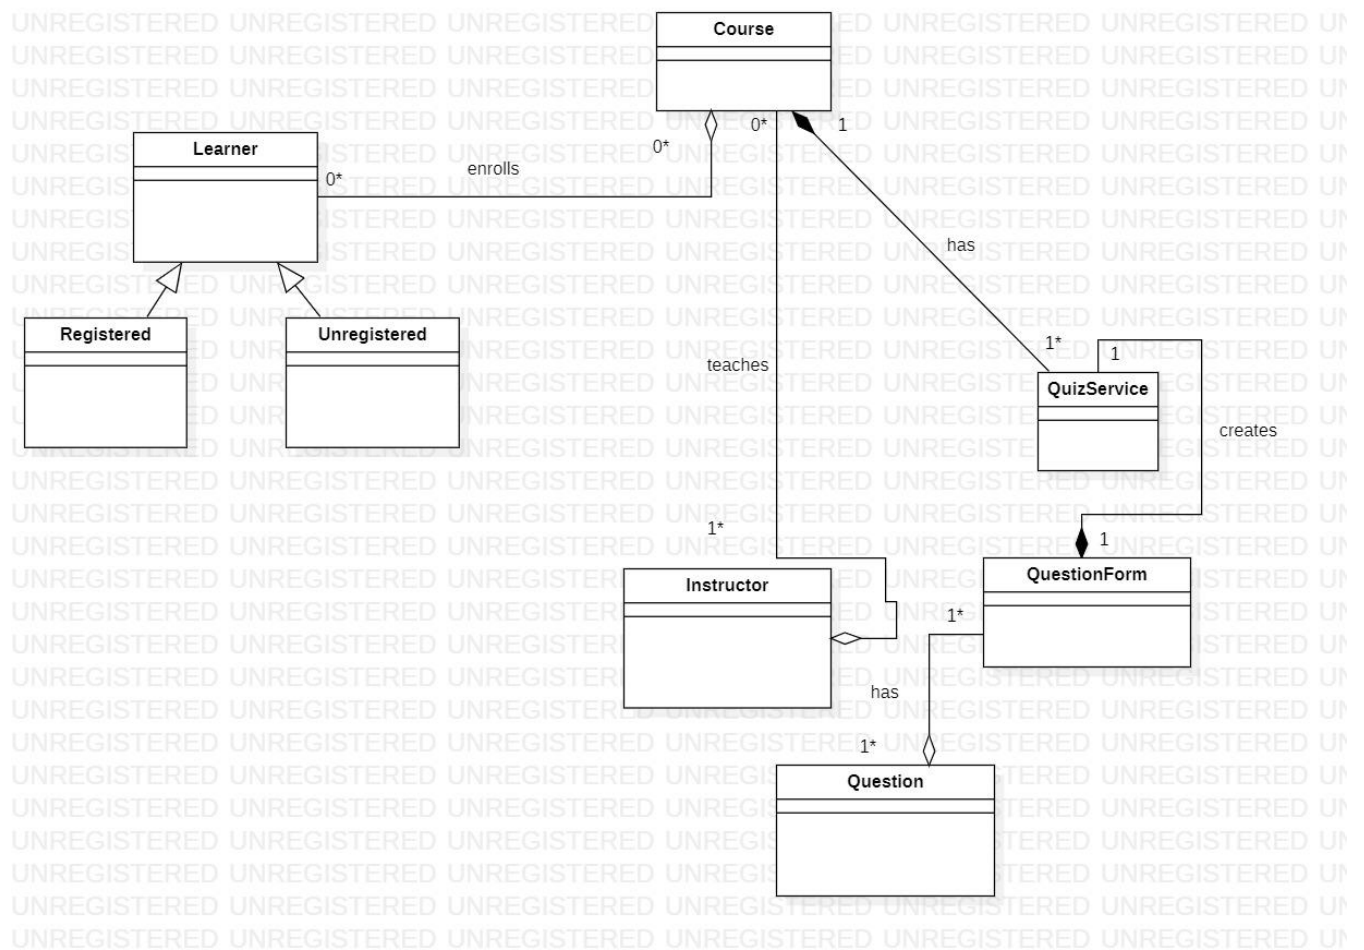 Course
0*
1
Learner
0*
enrolls
0*
has
Registered
Unregistered
teaches
1*
1
QuizService
creates
1*
1
Instructor
QuestionForm
1*
has
1*
Question
UNREGISTERED